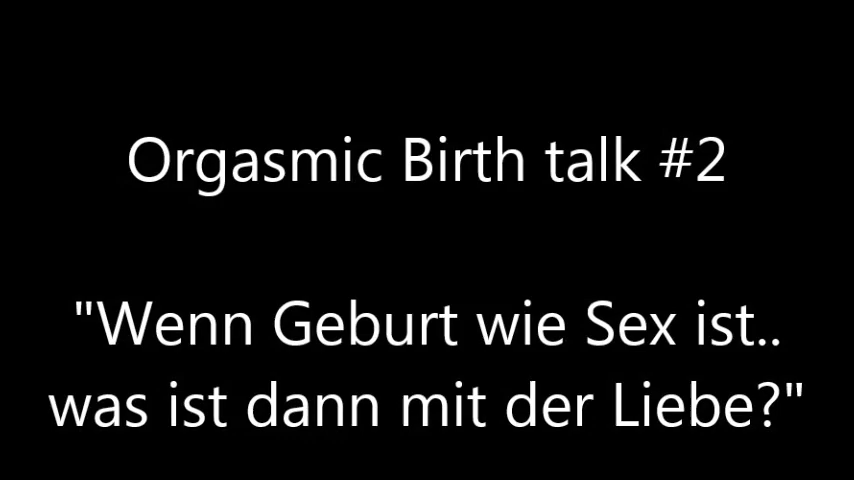 Orgasmic Birth talk #2
"Wenn Geburt wie Sex ist..
was ist dann mit der Liebe?"